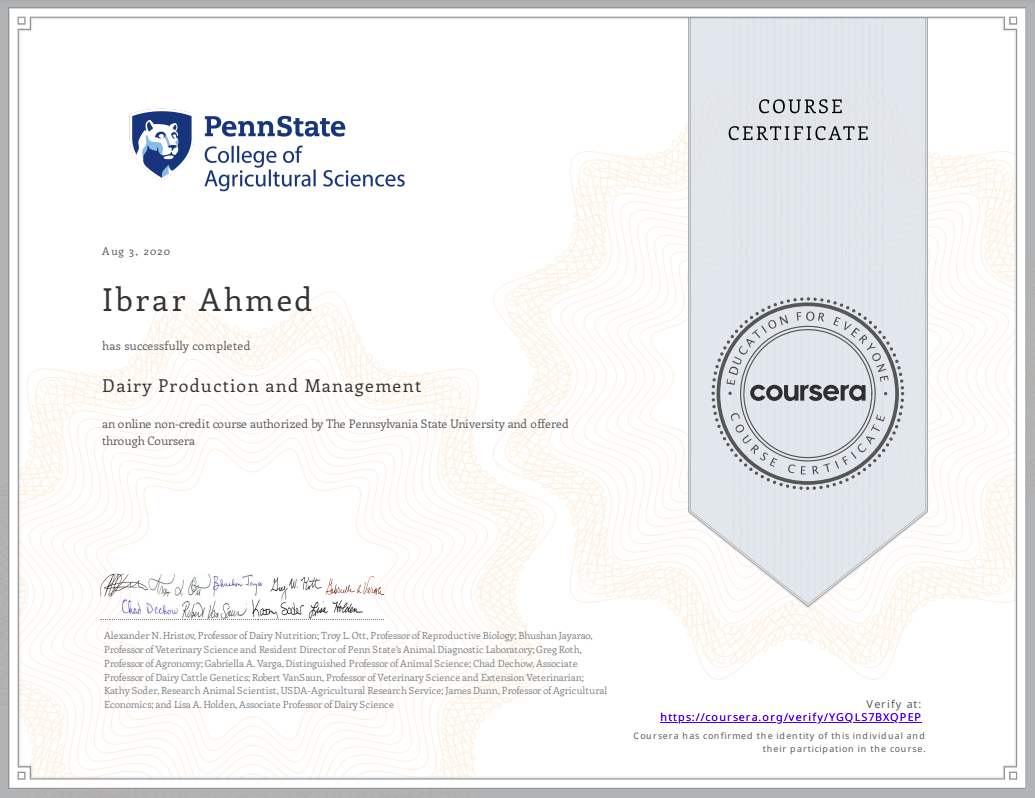 PennState
College of
Agricultural Sciences
COURSE
CERTIFICATE
Aug 3, 2020
Ibrar Ahmed
has successfully completed
Dairy Production and Management
an online non-credit course authorized by The Pennsylvania State University and offered
through Coursera
EDUCATION FOR EVERYONE
coursera
COURSE CERTIFICATE
Troy L Ott Bhushan Jaya Greg W. Roth Gabriella A Varga
Chad Dechow Robert Van Saun Kathy Soder Lisa Holden
Alexander N. Hristov, Professor of Dairy Nutrition; Troy L. Ott, Professor of Reproductive Biology; Bhushan Jayarao,
Professor of Veterinary Science and Resident Director of Penn State's Animal Diagnostic Laboratory; Greg Roth,
Professor of Agronomy; Gabriella A. Varga, Distinguished Professor of Animal Science; Chad Dechow, Associate
Professor of Dairy Cattle Genetics; Robert VanSaun, Professor of Veterinary Science and Extension Veterinarian;
Kathy Soder, Research Animal Scientist, USDA-Agricultural Research Service; James Dunn, Professor of Agricultural
Economics; and Lisa A. Holden, Associate Professor of Dairy Science
Verify at:
https://coursera.org/verify/YGQLS7BXQPEP
Coursera has confirmed the identity of this individual and
their participation in the course.